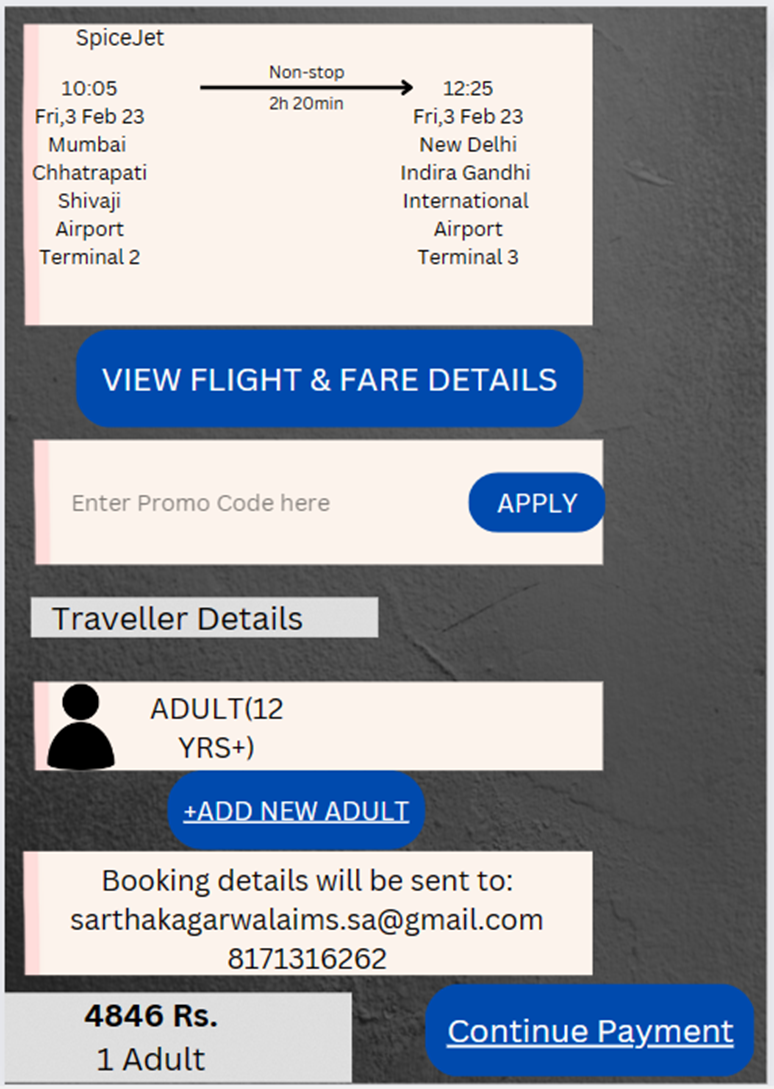 SpiceJet
Non-stop
10:05
12:25
2h 20min
Fri,3 Feb 23
Mumbai
Chhatrapati
Shivaji
Airport
Terminal 2
Fri,3 Feb 23
New Delhi
Indira Gandhi
International
Airport
Terminal 3
VIEW FLIGHT & FARE DETAILS
Enter Promo Code here
APPLY
Traveller Details
ADULT(12
YRS+)
+ADD NEW ADULT
Booking details will be sent to:
sarthakagarwalaims.sa@gmail.com
8171316262
4846 Rs.
1 Adult
Continue Payment